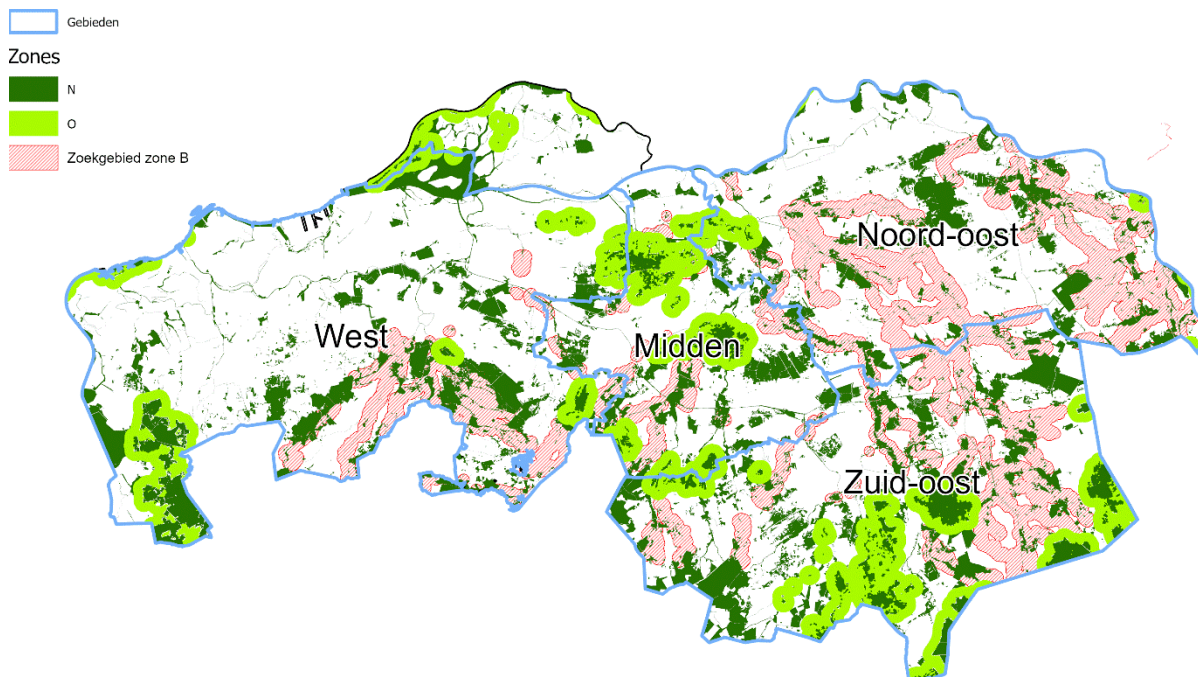 Gebieden
Zones
N
O
Zoekgebied zone B
Noord-oost
West
Midden
Zuid-oost